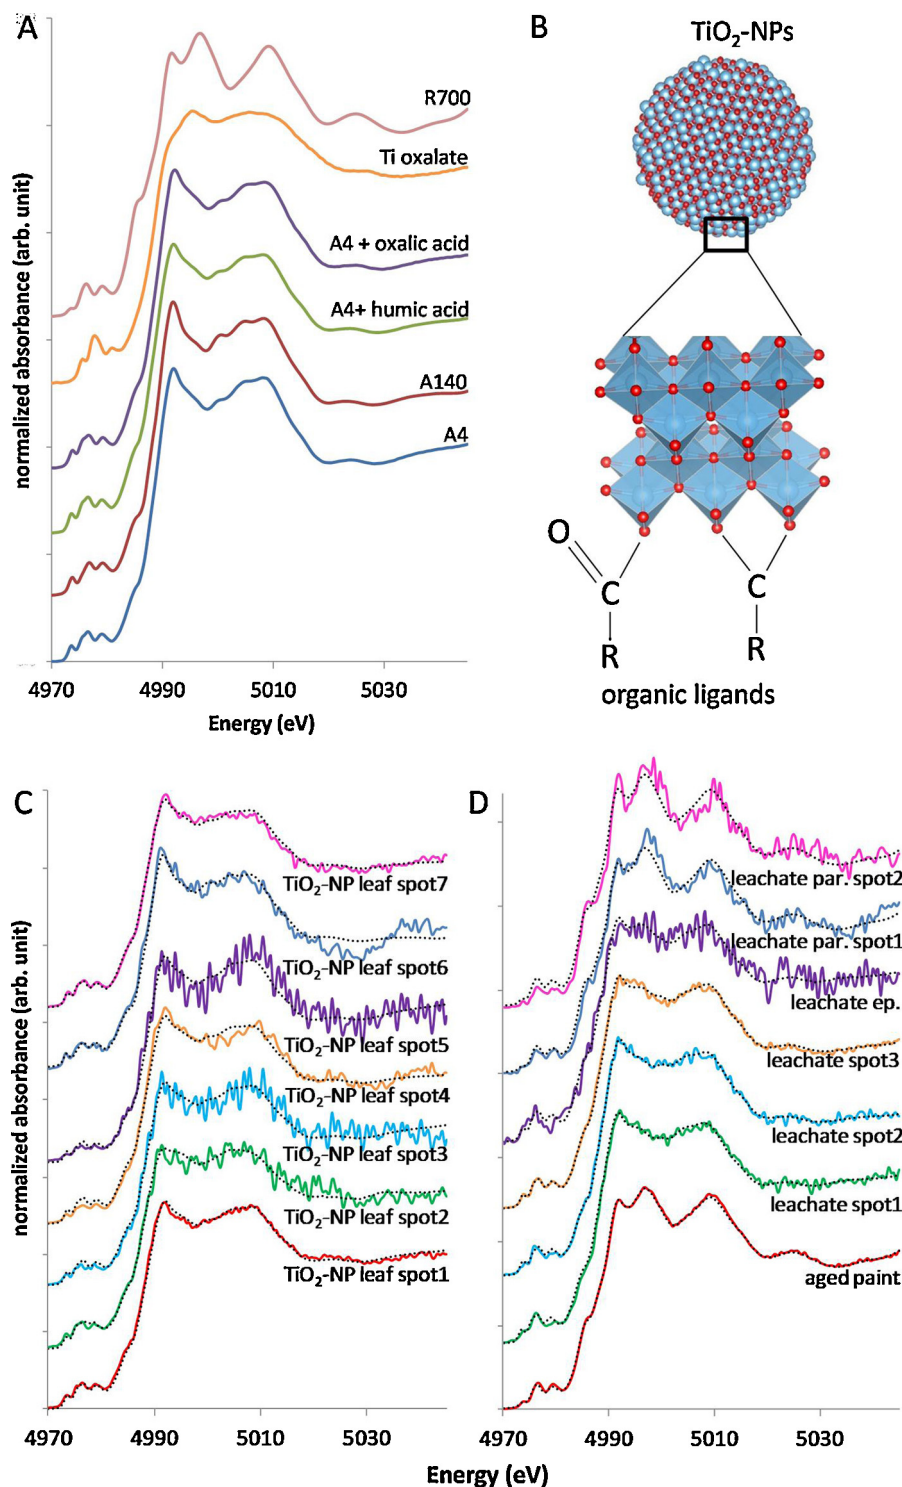 A
normalized absorbance (arb. unit)
R700
Ti oxalate
A4 + oxalic acid
A4+ humic acid
A140
A4
4970 4990 5010 5030
Energy (eV)
B
TiO₂-NPs
O
C C
R R
organic ligands
C
normalized absorbance (arb. unit)
TiO₂-NP leaf spot7
TiO₂-NP leaf spot6
TiO₂-NP leaf spot5
TiO₂-NP leaf spot4
TiO₂-NP leaf spot3
TiO₂-NP leaf spot2
TiO₂-NP leaf spot1
4970 4990 5010 5030
D
leachate par. spot2
leachate par. spot1
leachate ep.
leachate spot3
leachate spot2
leachate spot1
aged paint
4970 4990 5010 5030
Energy (eV)